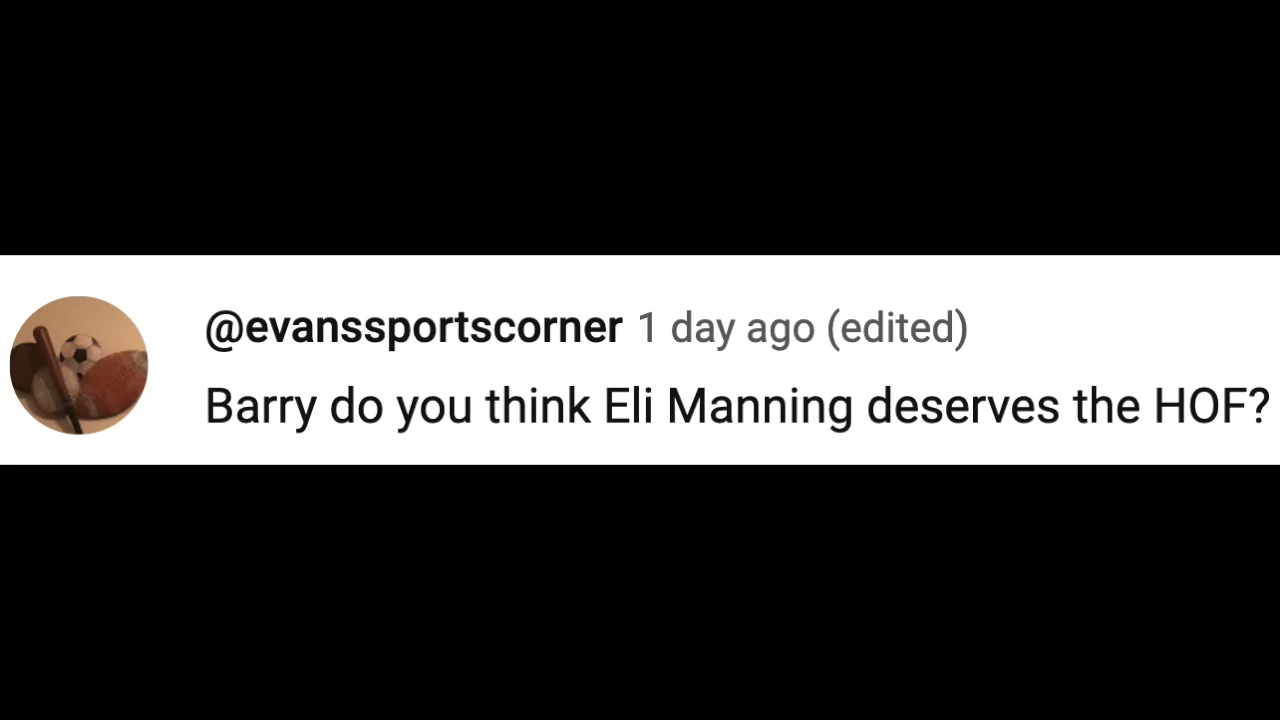 @evanssportscorner 1 day ago (edited)
Barry do you think Eli Manning deserves the HOF?